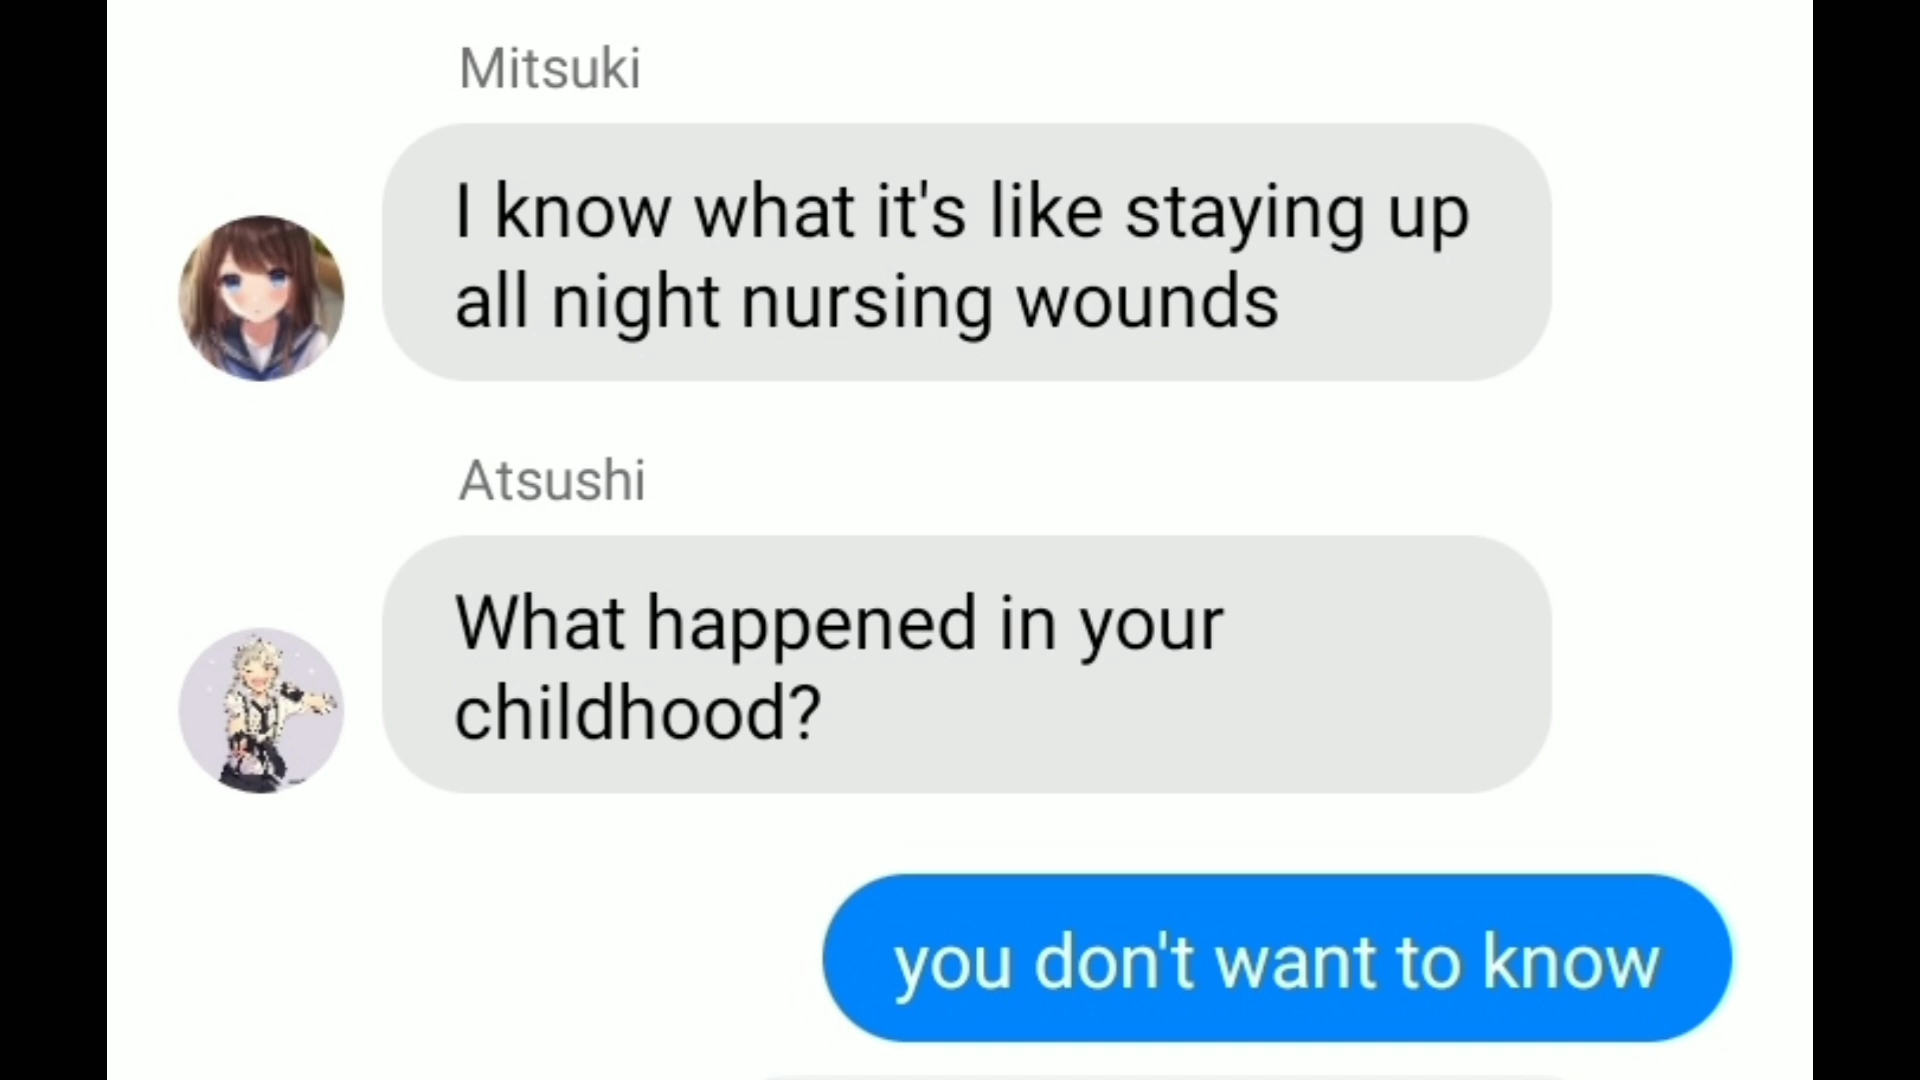 Mitsuki
I know what it's like staying up
all night nursing wounds
Atsushi
What happened in your
childhood?
you don't want to know